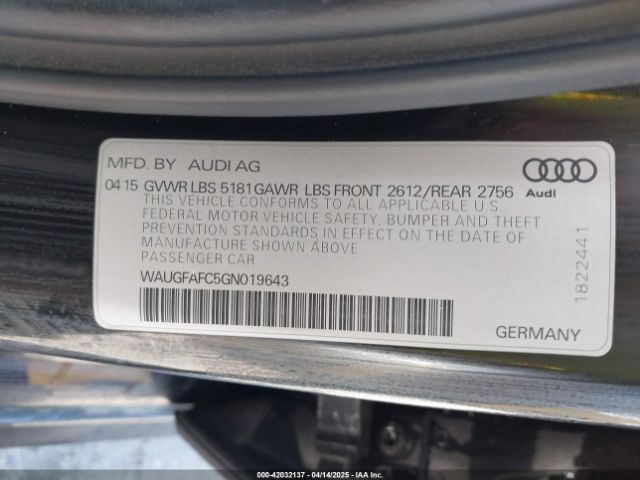 MFD. BY AUDI AG
04 15 GVWR LBS 5181 GAWR LBS FRONT 2612/REAR 2756
THIS VEHICLE CONFORMS TO ALL APPLICABLE U S
FEDERAL MOTOR VEHICLE SAFETY, BUMPER AND THEFT
PREVENTION STANDARDS IN EFFECT ON THE DATE OF
MANUFACTURE SHOWN ABOVE
PASSENGER CAR
WAUGFAFC5GN019643
Audi
1822441
GERMANY
000-42032137 - 04/14/2025 - IAA Inc.